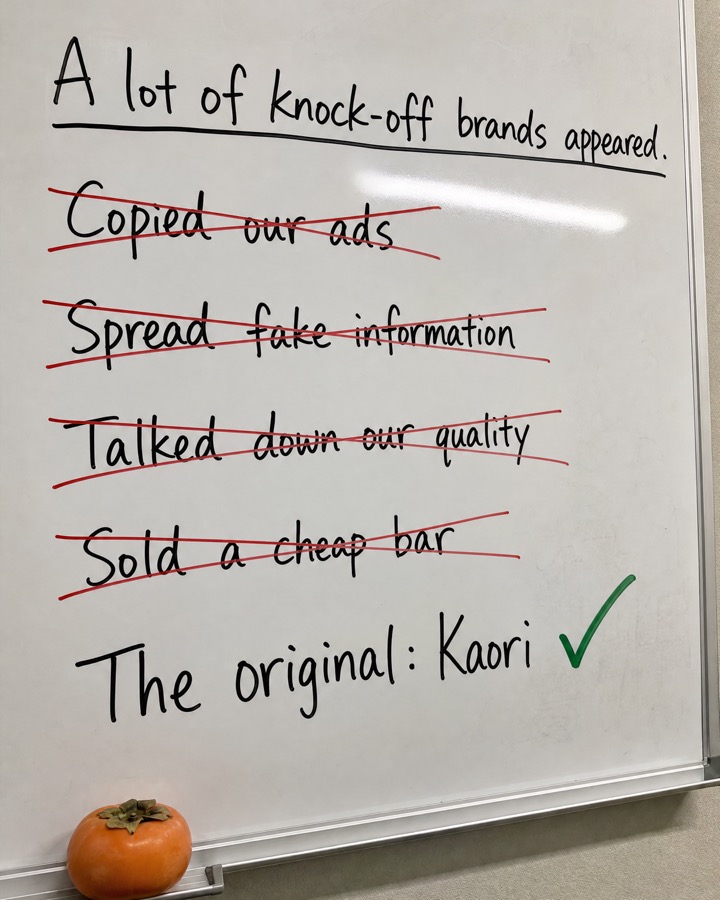 A lot of knock-off brands appeared.
Copied our ads
Spread fake information
Talked down our quality
Sold a cheap bar
The original: Kaori ✓